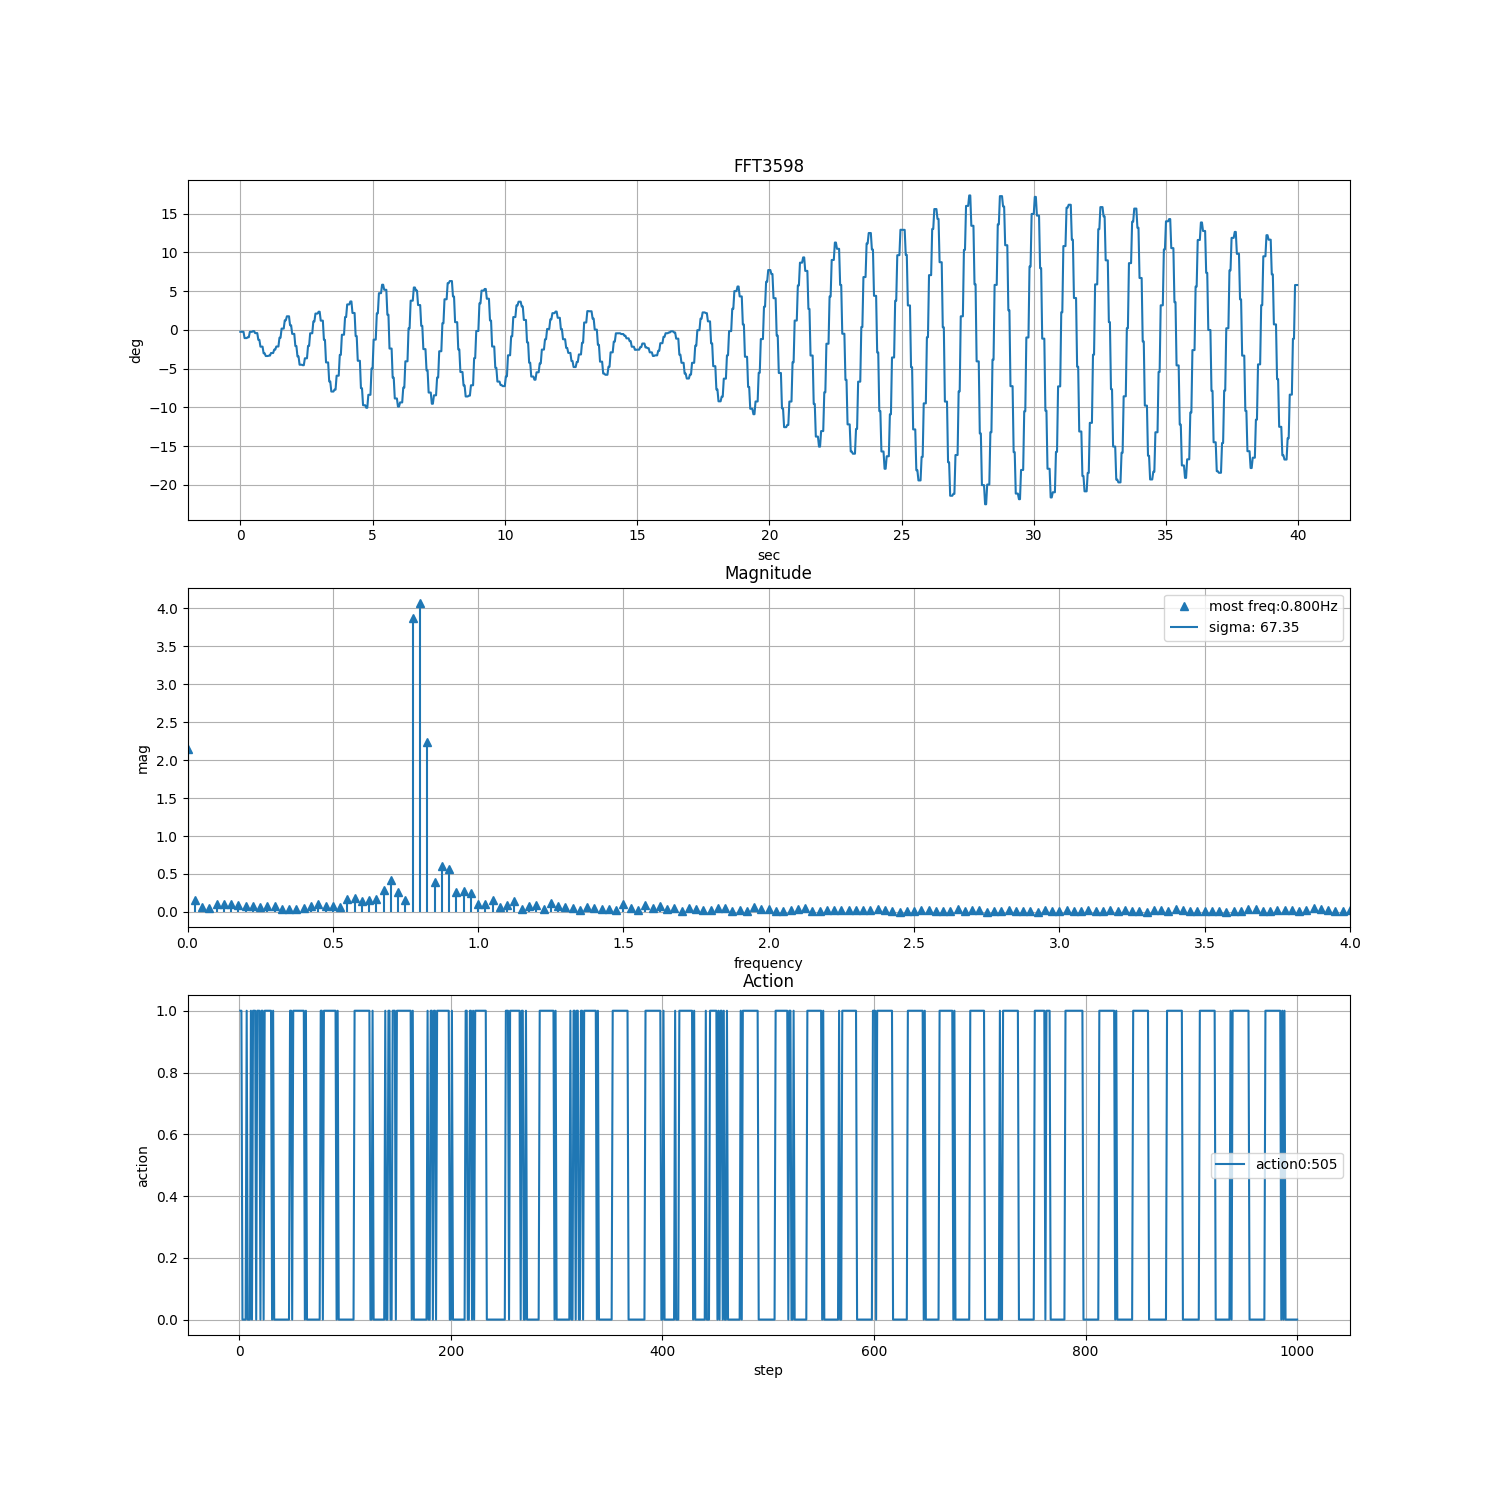 FFT3598
deg
15
10
5
0
−5
−10
−15
−20
0 5 10 15 20 25 30 35 40
sec
Magnitude
mag
4.0
3.5
3.0
2.5
2.0
1.5
1.0
0.5
0.0
most freq:0.800Hz
sigma: 67.35
0.0 0.5 1.0 1.5 2.0 2.5 3.0 3.5 4.0
frequency
Action
action
1.0
0.8
0.6
0.4
0.2
0.0
action0:505
0 200 400 600 800 1000
step